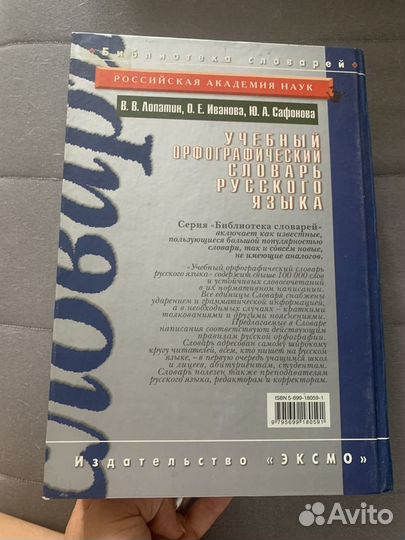 • Библиотека словарей •
РОССИЙСКАЯ АКАДЕМИЯ НАУК
В. В. Лопатин, О. Е. Иванова, Ю. А. Сафонова
УЧЕБНЫЙ
ОРФОГРАФИЧЕСКИЙ
СЛОВАРЬ
РУССКОГО
ЯЗЫКА
словари
Серия «Библиотека словарей»
включает как известные,
пользующиеся большой популярностью
словари, так и совсем новые,
не имеющие аналогов.
«Учебный орфографический словарь
русского языка» содержит свыше 100 000 слов
и устойчивых словосочетаний
в их нормативном написании.
Все единицы Словаря снабжены
ударением и грамматической информацией,
а в необходимых случаях – краткими
толкованиями и другими пояснениями.
Предлагаемые в Словаре
написания соответствуют действующим
правилам русской орфографии.
Словарь адресован самому широкому
кругу читателей, всем, кто пишет на русском
языке, – в первую очередь учащимся школ
и лицеев, абитуриентам, студентам.
Словарь полезен также преподавателям
русского языка, редакторам и корректорам.
ISBN 5-699-18059-1
9 795699 180591
Издательство «ЭКСМО»
Avito